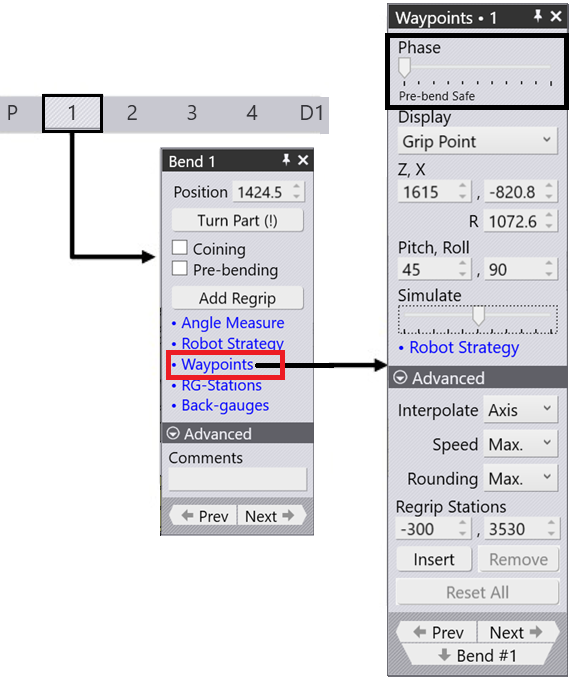 P 1 2 3 4 D1
Bend 1
Position 1424.5
Turn Part (!)
Coining
Pre-bending
Add Regrip
• Angle Measure
• Robot Strategy
• Waypoints
• RG-Stations
• Back-gauges
Advanced
Comments
Prev Next
Waypoints • 1
Phase
Pre-bend Safe
Display
Grip Point
Z, X
1615 , -820.8
R 1072.6
Pitch, Roll
45 , 90
Simulate
• Robot Strategy
Advanced
Interpolate Axis
Speed Max.
Rounding Max.
Regrip Stations
-300 , 3530
Insert Remove
Reset All
Prev Next
Bend #1